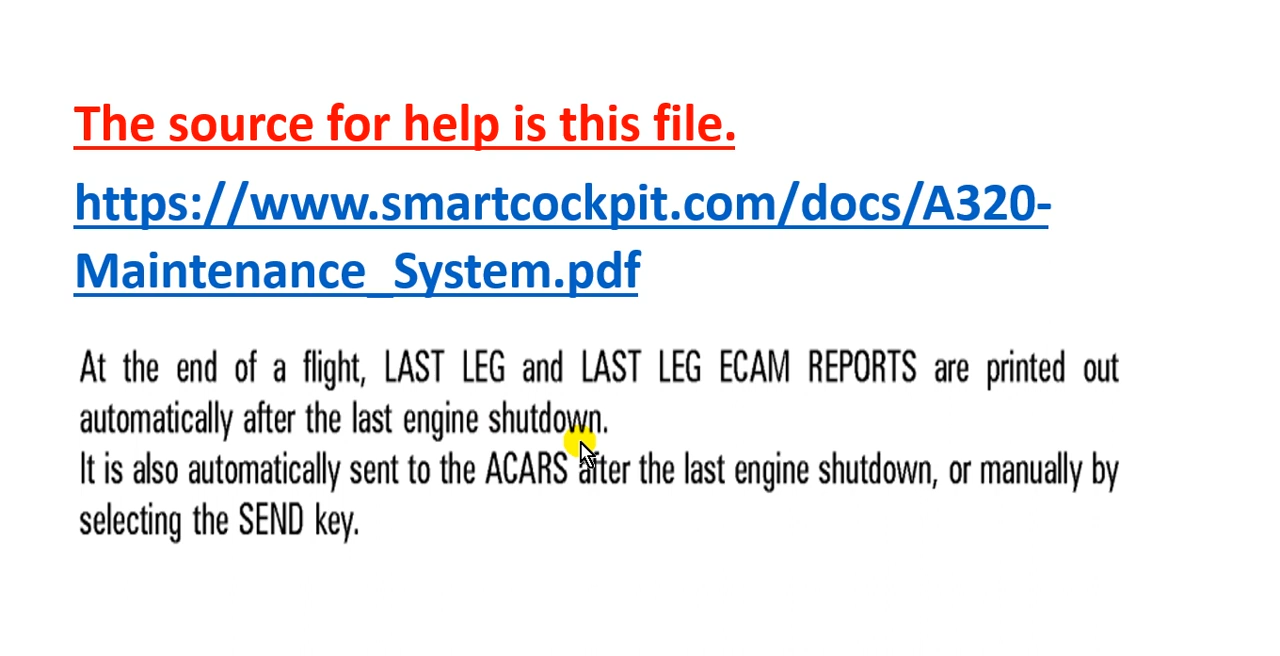 The source for help is this file.
https://www.smartcockpit.com/docs/A320-
Maintenance_System.pdf
At the end of a flight, LAST LEG and LAST LEG ECAM REPORTS are printed out
automatically after the last engine shutdown.
It is also automatically sent to the ACARS after the last engine shutdown, or manually by
selecting the SEND key.